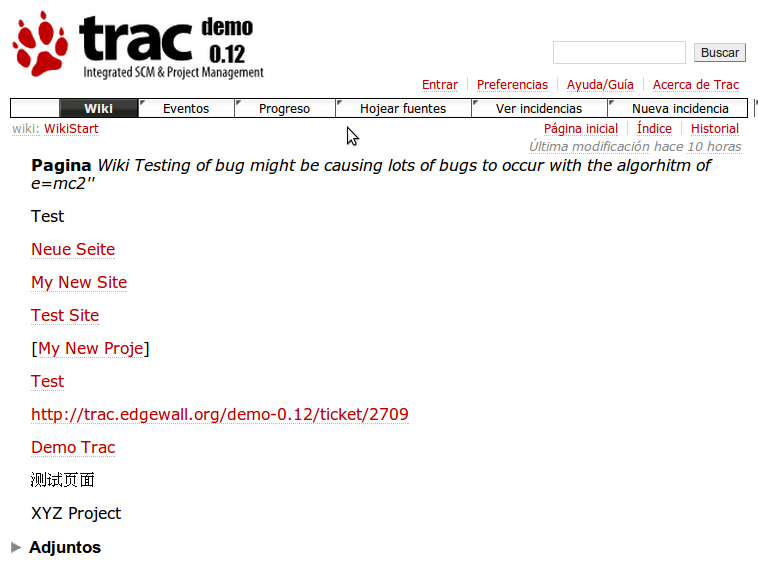 trac demo
0.12
Integrated SCM & Project Management
Buscar
Entrar Preferencias Ayuda/Guía Acerca de Trac
Wiki Eventos Progreso Hojear fuentes Ver incidencias Nueva incidencia
wiki: WikiStart Página inicial Índice Historial
Última modificación hace 10 horas
Pagina Wiki Testing of bug might be causing lots of bugs to occur with the algorhitm of
e=mc2"
Test
Neue Seite
My New Site
Test Site
[My New Proje]
Test
http://trac.edgewall.org/demo-0.12/ticket/2709
Demo Trac
测试页面
XYZ Project
Adjuntos